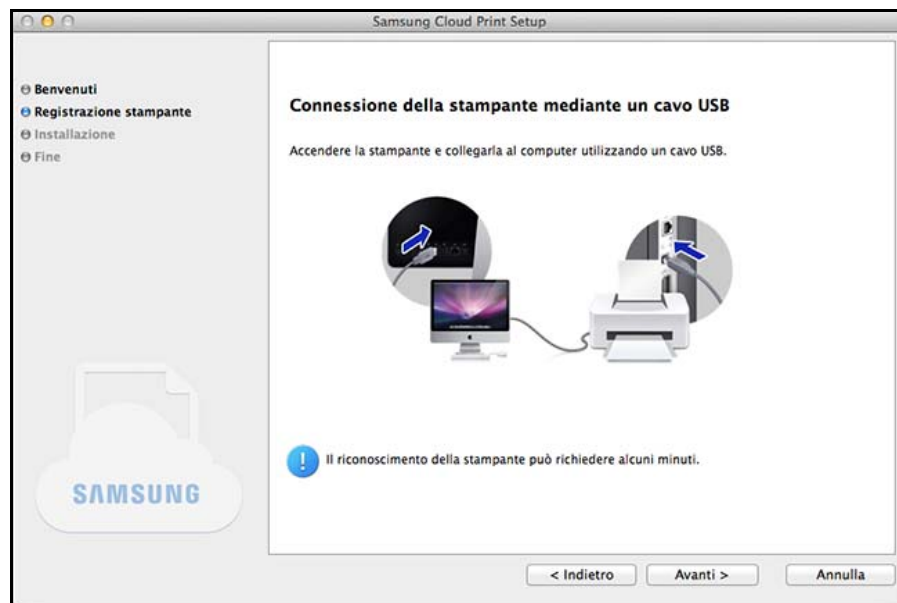 Samsung Cloud Print Setup
Benvenuti
Registrazione stampante
Installazione
Fine
Connessione della stampante mediante un cavo USB
Accendere la stampante e collegarla al computer utilizzando un cavo USB.
Il riconoscimento della stampante può richiedere alcuni minuti.
SAMSUNG
< Indietro
Avanti >
Annulla